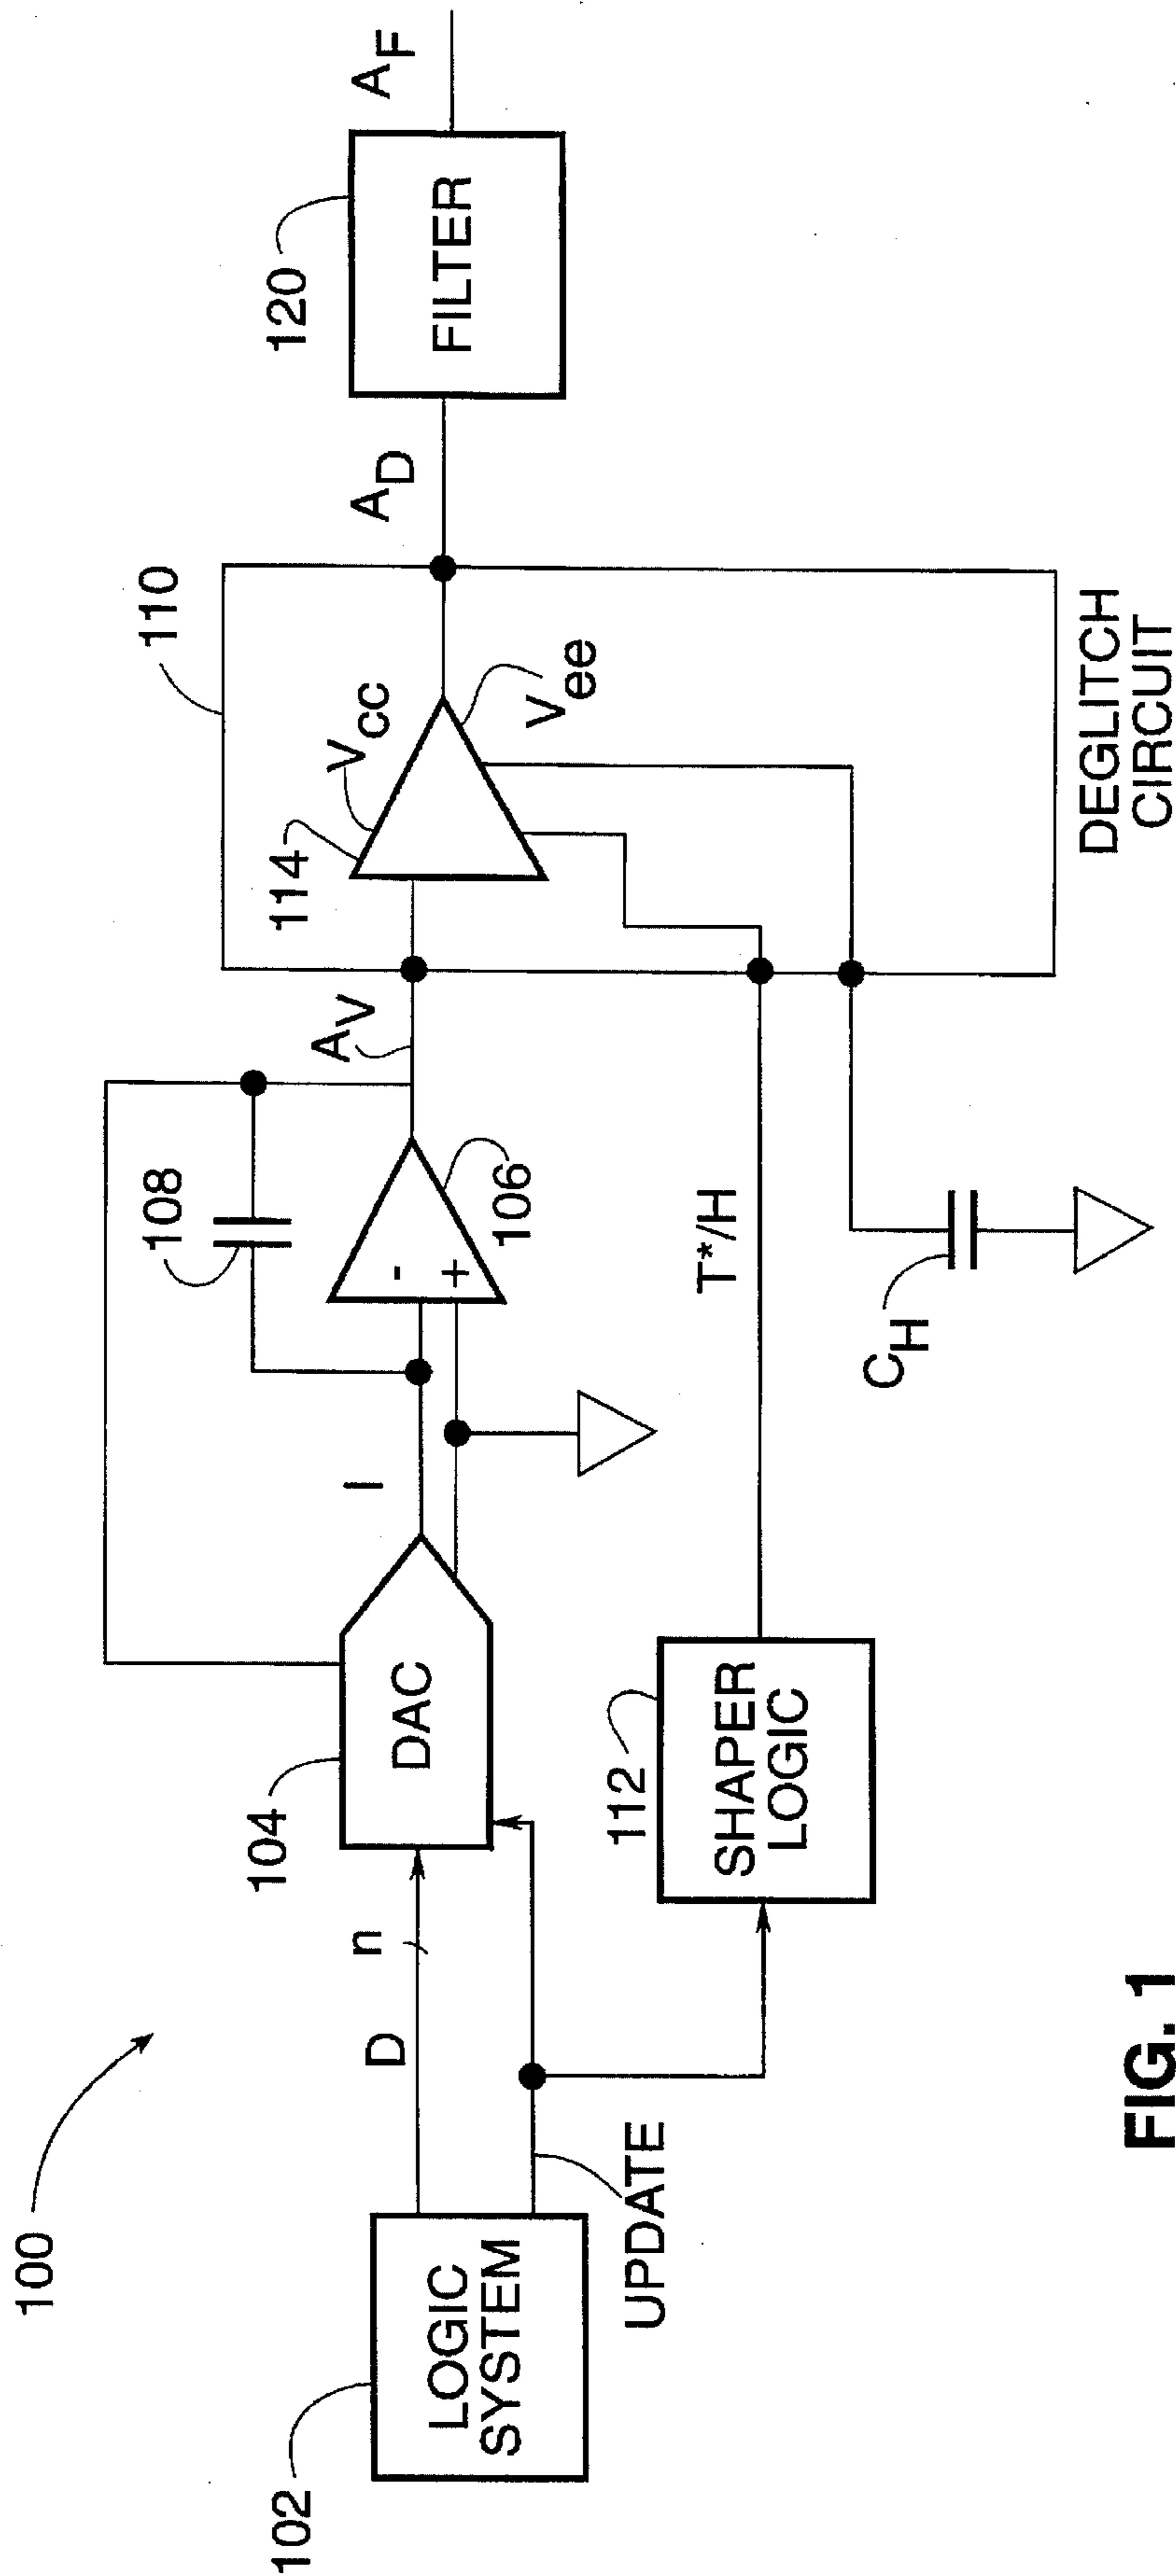 100
102
LOGIC
SYSTEM
D
n
UPDATE
104
DAC
112
SHAPER
LOGIC
I
108
-
+
106
AV
T*/H
CH
110
114
Vcc
Vee
DEGLITCH
CIRCUIT
AD
120
FILTER
AF
FIG. 1